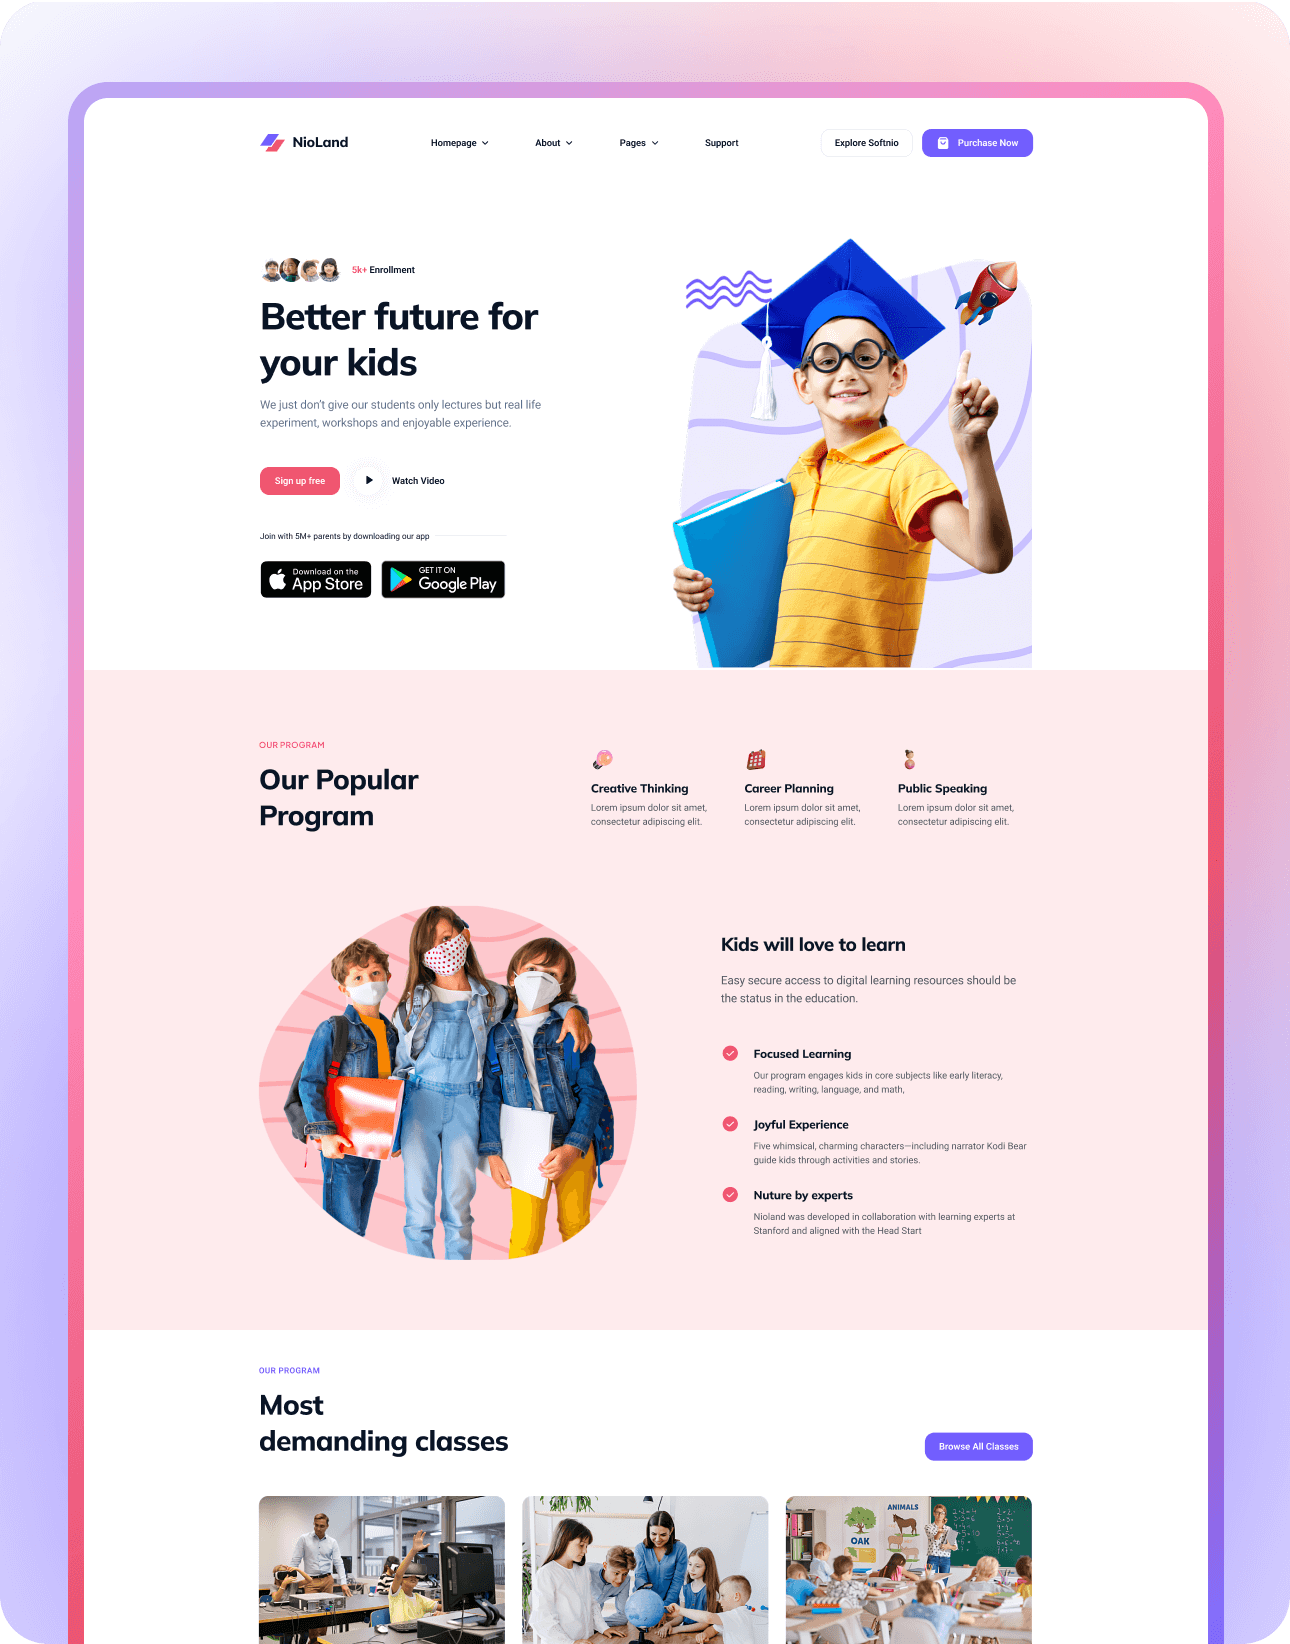 NioLand
Homepage
About
Pages
Support
Explore Softnio
Purchase Now
5k+ Enrollment
Better future for
your kids
We just don't give our students only lectures but real life
experiment, workshops and enjoyable experience.
Sign up free
Watch Video
Join with 5M+ parents by downloading our app
Download on the
App Store
GET IT ON
Google Play
OUR PROGRAM
Our Popular
Program
Creative Thinking
Lorem ipsum dolor sit amet,
consectetur adipiscing elit.
Career Planning
Lorem ipsum dolor sit amet,
consectetur adipiscing elit.
Public Speaking
Lorem ipsum dolor sit amet,
consectetur adipiscing elit.
Kids will love to learn
Easy secure access to digital learning resources should be
the status in the education.
Focused Learning
Our program engages kids in core subjects like early literacy,
reading, writing, language, and math,
Joyful Experience
Five whimsical, charming characters—including narrator Kodi Bear
guide kids through activities and stories.
Nuture by experts
Nioland was developed in collaboration with learning experts at
Stanford and aligned with the Head Start
OUR PROGRAM
Most
demanding classes
Browse All Classes
ANIMALS
OAK